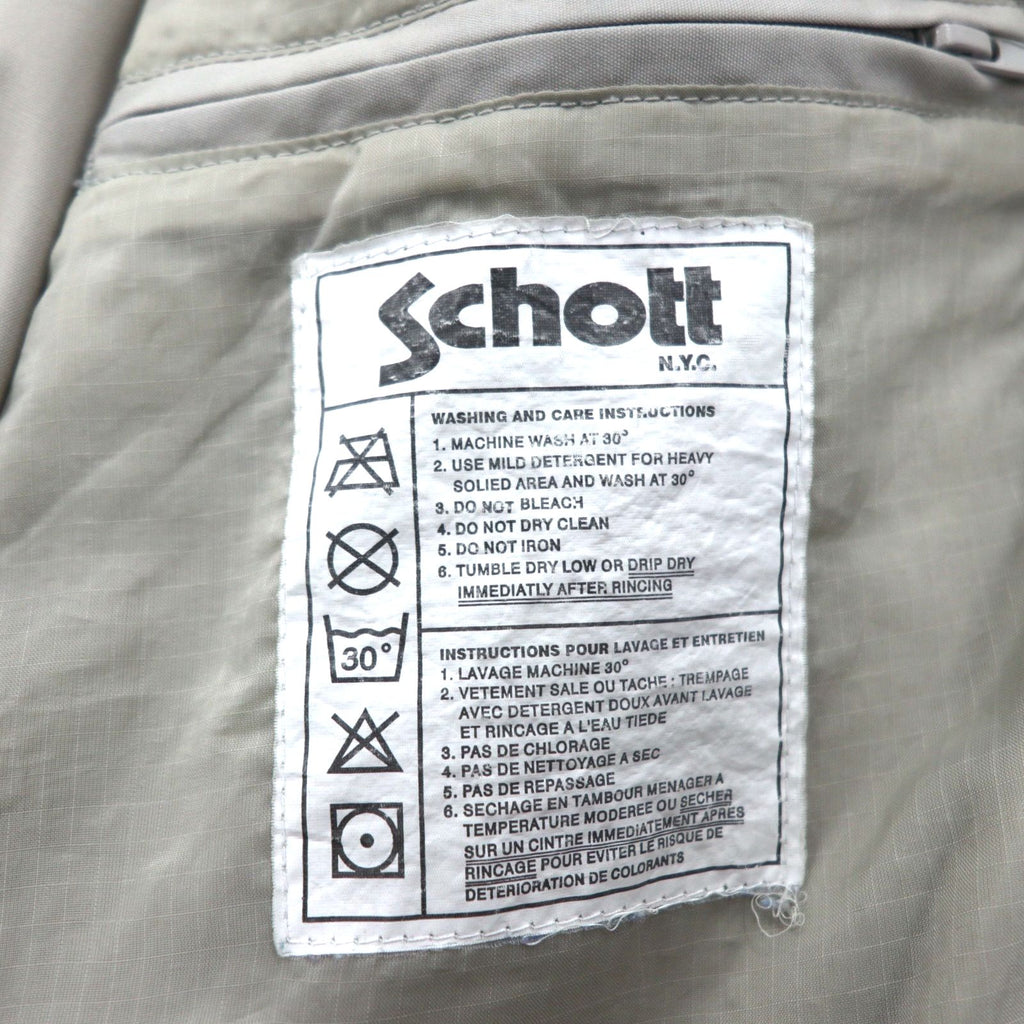 Schott
N.Y.C.
WASHING AND CARE INSTRUCTIONS
1. MACHINE WASH AT 30°
2. USE MILD DETERGENT FOR HEAVY
SOLIED AREA AND WASH AT 30°
3. DO NOT BLEACH
4. DO NOT DRY CLEAN
5. DO NOT IRON
6. TUMBLE DRY LOW OR DRIP DRY
IMMEDIATLY AFTER RINCING
30°
INSTRUCTIONS POUR LAVAGE ET ENTRETIEN
1. LAVAGE MACHINE 30°
2. VETEMENT SALE OU TACHE : TREMPAGE
AVEC DETERGENT DOUX AVANT LAVAGE
ET RINCAGE A L'EAU TIEDE
3. PAS DE CHLORAGE
4. PAS DE NETTOYAGE A SEC
5. PAS DE REPASSAGE
6. SECHAGE EN TAMBOUR MENAGER A
TEMPERATURE MODEREE OU SECHER
SUR UN CINTRE IMMEDIATEMENT APRES
RINCAGE POUR EVITER LE RISQUE DE
DETERIORATION DE COLORANTS